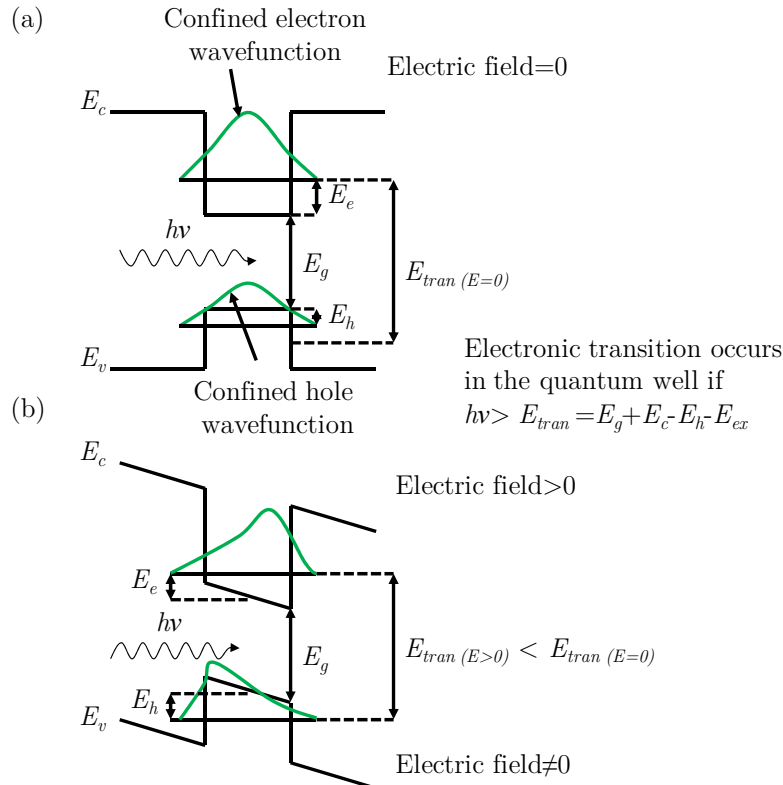 (a)
Confined electron
wavefunction
Electric field=0
E_c
E_e
hν
E_g
E_tran (E=0)
E_h
E_v
Confined hole
wavefunction
Electronic transition occurs
in the quantum well if
hν> E_tran =E_g+E_c-E_h-E_ex
(b)
E_c
Electric field>0
E_e
hν
E_g
E_tran (E>0) < E_tran (E=0)
E_h
E_v
Electric field≠0